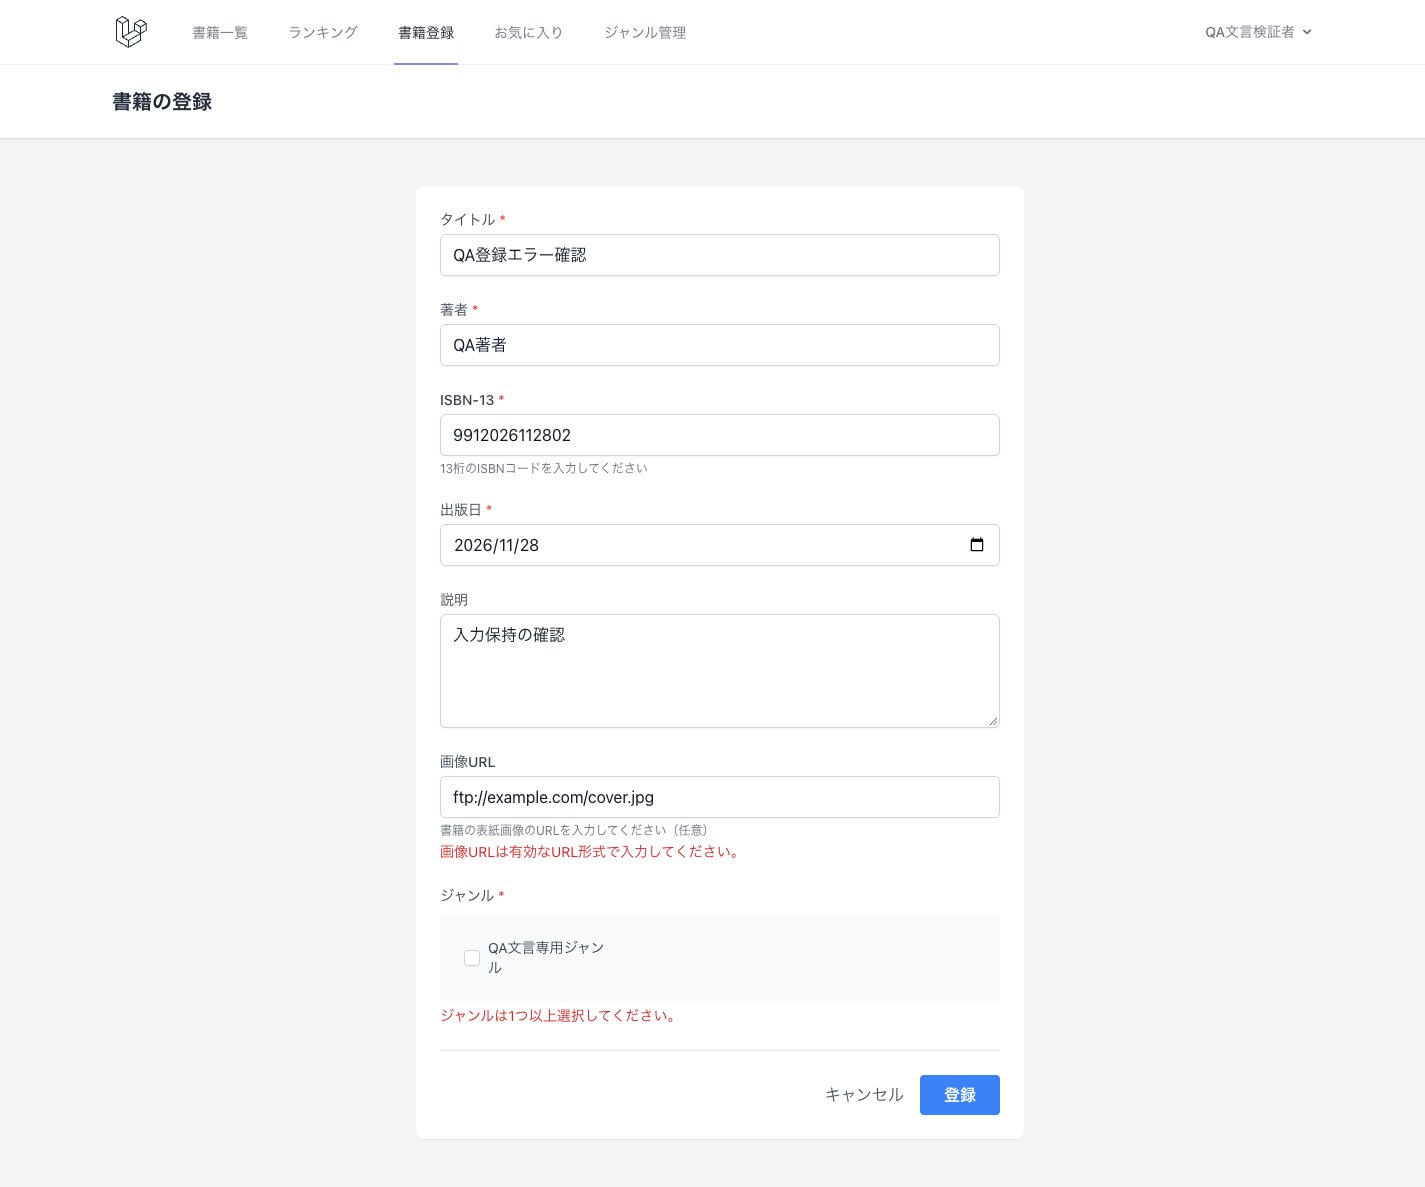 書籍一覧
ランキング
書籍登録
お気に入り
ジャンル管理
QA文言検証者
書籍の登録
タイトル *
QA登録エラー確認
著者 *
QA著者
ISBN-13 *
9912026112802
13桁のISBNコードを入力してください
出版日 *
2026/11/28
説明
入力保持の確認
画像URL
ftp://example.com/cover.jpg
書籍の表紙画像のURLを入力してください（任意）
画像URLは有効なURL形式で入力してください。
ジャンル *
QA文言専用ジャン
ル
ジャンルは1つ以上選択してください。
キャンセル
登録